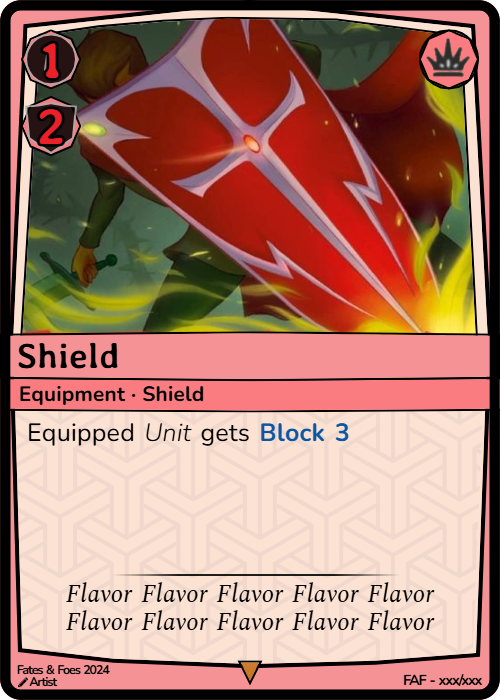 1
2
Shield
Equipment · Shield
Equipped Unit gets Block 3
Flavor Flavor Flavor Flavor Flavor
Flavor Flavor Flavor Flavor Flavor
Fates & Foes 2024
Artist
FAF - xxx/xxx